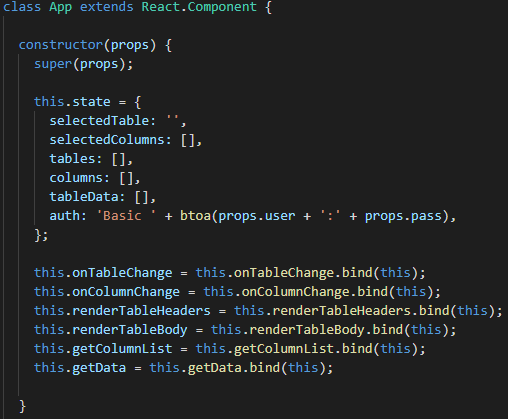 class App extends React.Component {
constructor(props) {
super(props);
this.state = {
selectedTable: '',
selectedColumns: [],
tables: [],
columns: [],
tableData: [],
auth: 'Basic ' + btoa(props.user + ':' + props.pass),
};
this.onTableChange = this.onTableChange.bind(this);
this.onColumnChange = this.onColumnChange.bind(this);
this.renderTableHeaders = this.renderTableHeaders.bind(this);
this.renderTableBody = this.renderTableBody.bind(this);
this.getColumnList = this.getColumnList.bind(this);
this.getData = this.getData.bind(this);
}